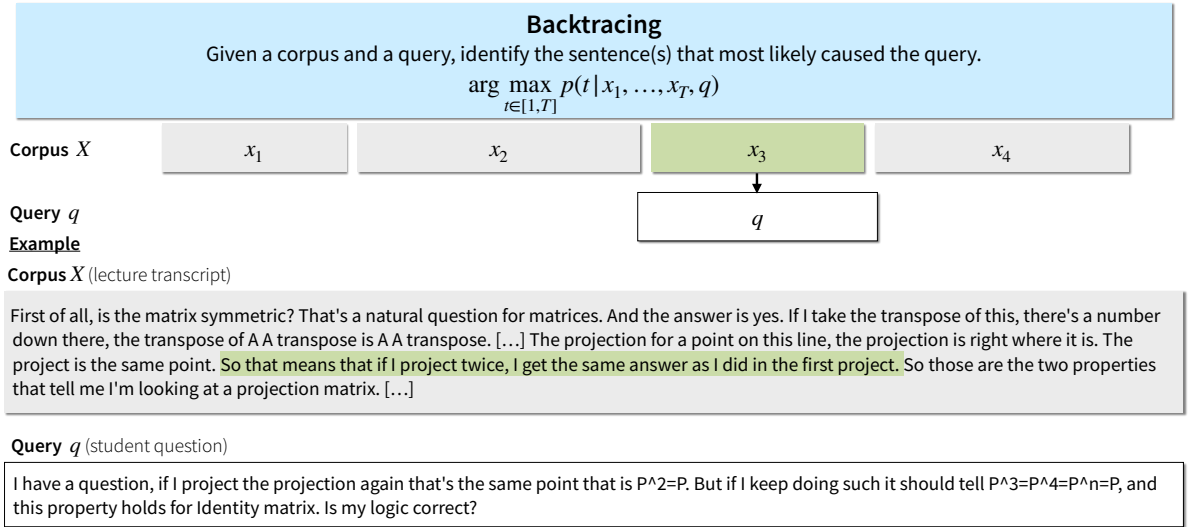 Backtracing
Given a corpus and a query, identify the sentence(s) that most likely caused the query.
arg max p(t | x₁, …, x_T, q)
t∈[1,T]
Corpus X
x₁ x₂ x₃ x₄
Query q
q
Example
Corpus X (lecture transcript)
First of all, is the matrix symmetric? That's a natural question for matrices. And the answer is yes. If I take the transpose of this, there's a number
down there, the transpose of A A transpose is A A transpose. […] The projection for a point on this line, the projection is right where it is. The
project is the same point. So that means that if I project twice, I get the same answer as I did in the first project. So those are the two properties
that tell me I'm looking at a projection matrix. […]
Query q (student question)
I have a question, if I project the projection again that's the same point that is P^2=P. But if I keep doing such it should tell P^3=P^4=P^n=P, and
this property holds for Identity matrix. Is my logic correct?